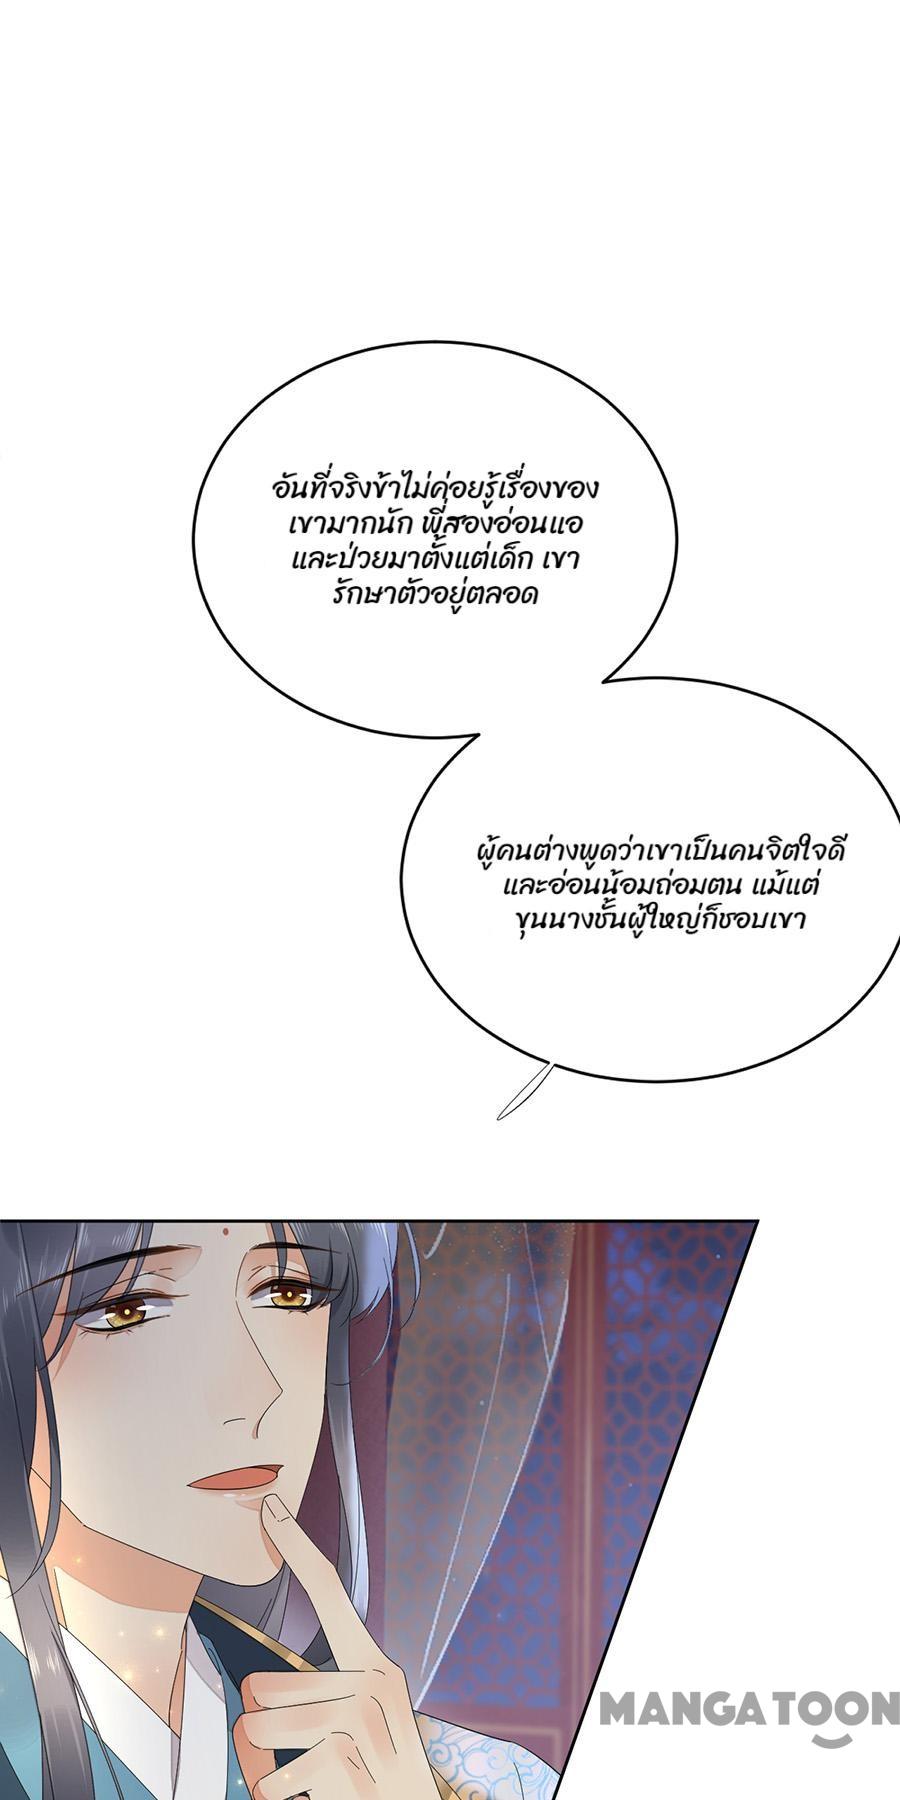 อันที่จริงข้าไม่ค่อยรู้เรื่องของ
เขามากนัก พี่สองอ่อนแอ
และป่วยมาตั้งแต่เด็ก เขา
รักษาตัวอยู่ตลอด
ผู้คนต่างพูดว่าเขาเป็นคนจิตใจดี
และอ่อนน้อมถ่อมตน แม้แต่
ขุนนางชั้นผู้ใหญ่ก็ชอบเขา
MANGA TOON